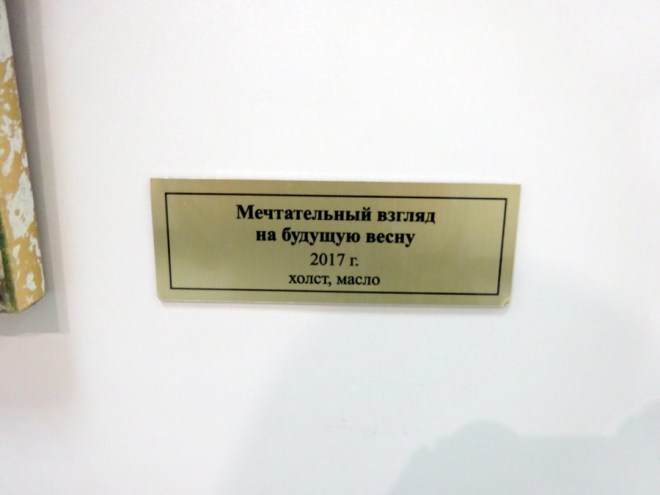 Мечтательный взгляд
на будущую весну
2017 г.
холст, масло